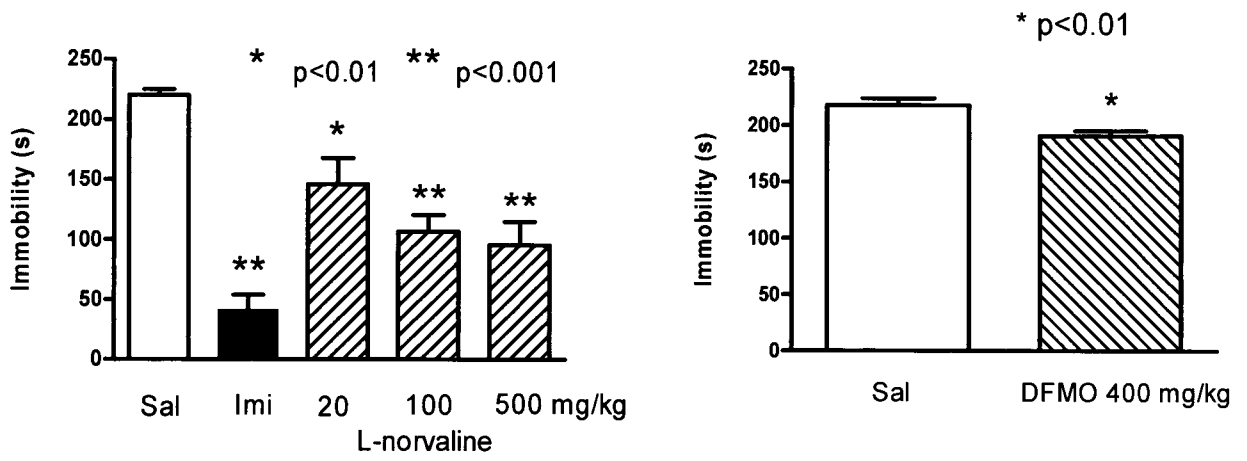 * p<0.01 ** p<0.001
Immobility (s)
250
200
150
100
50
0
*
**
**
**
Sal Imi 20 100 500 mg/kg
L-norvaline
* p<0.01
Immobility (s)
250
200
150
100
50
0
*
Sal DFMO 400 mg/kg